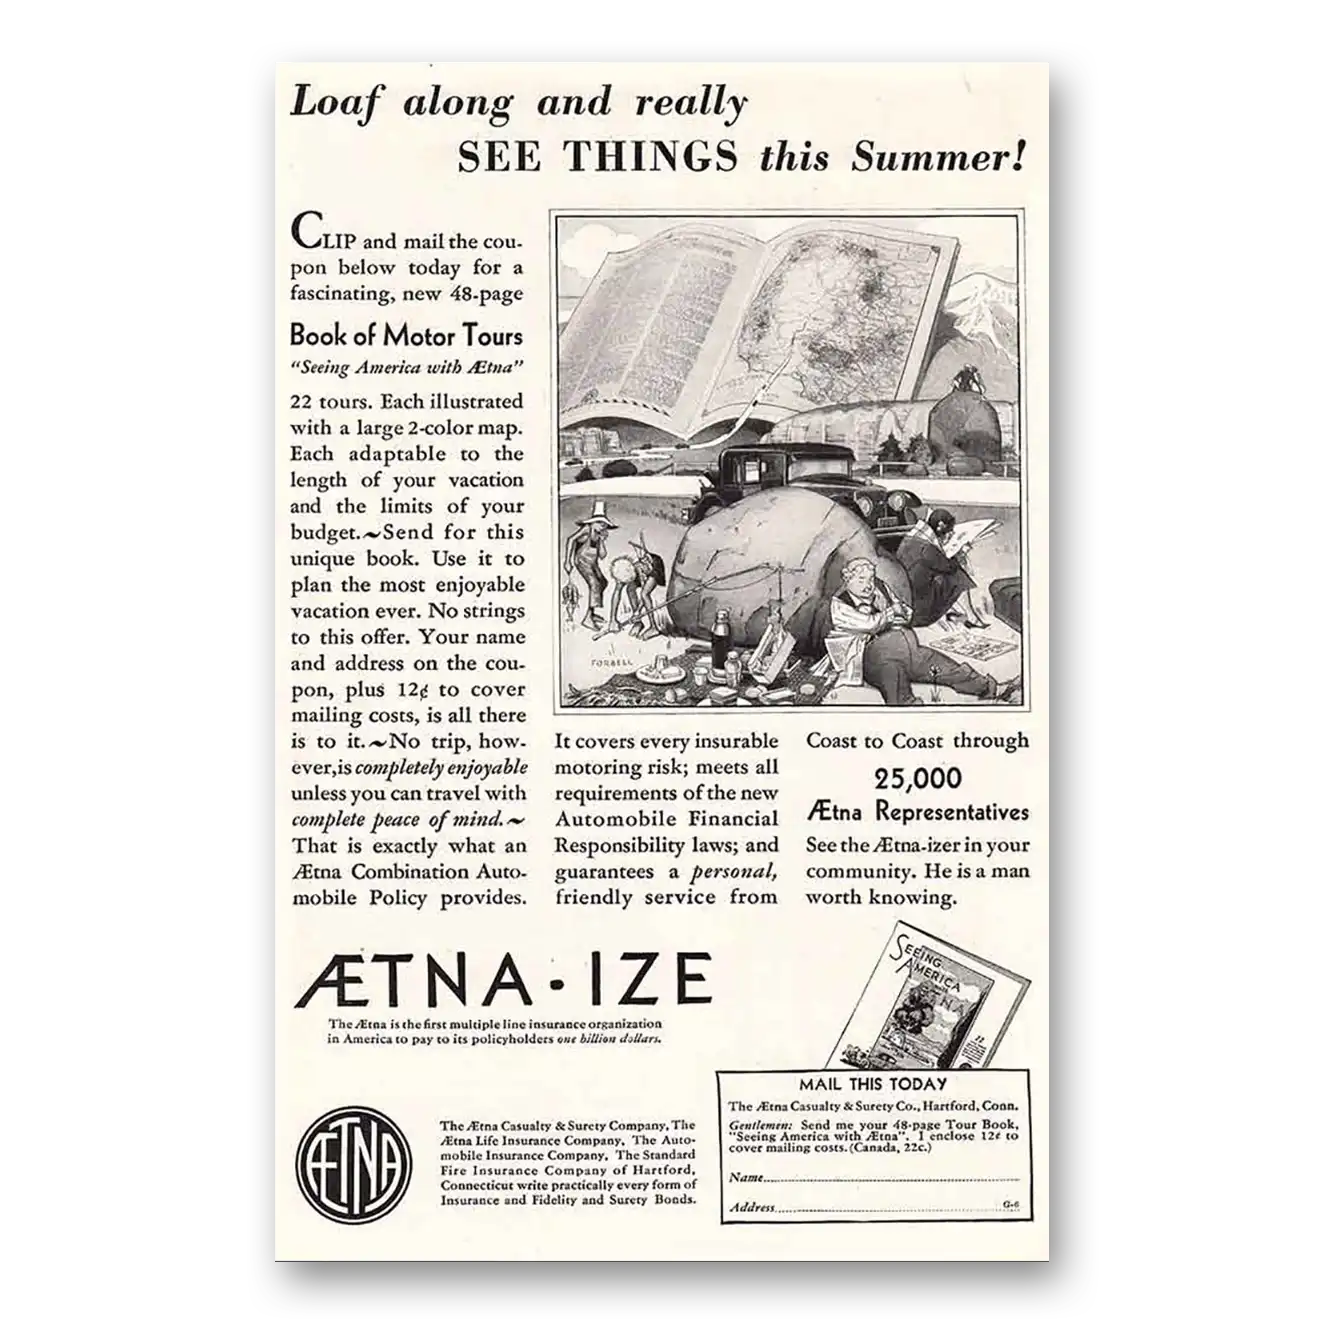 Loaf along and really
SEE THINGS this Summer!
CLIP and mail the cou-
pon below today for a
fascinating, new 48-page
Book of Motor Tours
"Seeing America with Ætna"
22 tours. Each illustrated
with a large 2-color map.
Each adaptable to the
length of your vacation
and the limits of your
budget.~Send for this
unique book. Use it to
plan the most enjoyable
vacation ever. No strings
to this offer. Your name
and address on the cou-
pon, plus 12¢ to cover
mailing costs, is all there
is to it.~No trip, how-
ever,is completely enjoyable
unless you can travel with
complete peace of mind.~
That is exactly what an
Ætna Combination Auto-
mobile Policy provides.
FORBELL
It covers every insurable
motoring risk; meets all
requirements of the new
Automobile Financial
Responsibility laws; and
guarantees a personal,
friendly service from
Coast to Coast through
25,000
Ætna Representatives
See the Ætna-izer in your
community. He is a man
worth knowing.
ÆTNA-IZE
The Ætna is the first multiple line insurance organization
in America to pay to its policyholders one billion dollars.
SEEING
AMERICA
with
ÆTNA
22
ÆTNA
The Ætna Casualty & Surety Company, The
Ætna Life Insurance Company, The Auto-
mobile Insurance Company, The Standard
Fire Insurance Company of Hartford,
Connecticut write practically every form of
Insurance and Fidelity and Surety Bonds.
MAIL THIS TODAY
The Ætna Casualty & Surety Co., Hartford, Conn.
Gentlemen: Send me your 48-page Tour Book,
"Seeing America with Ætna". I enclose 12¢ to
cover mailing costs. (Canada, 22c.)
Name
Address G-6